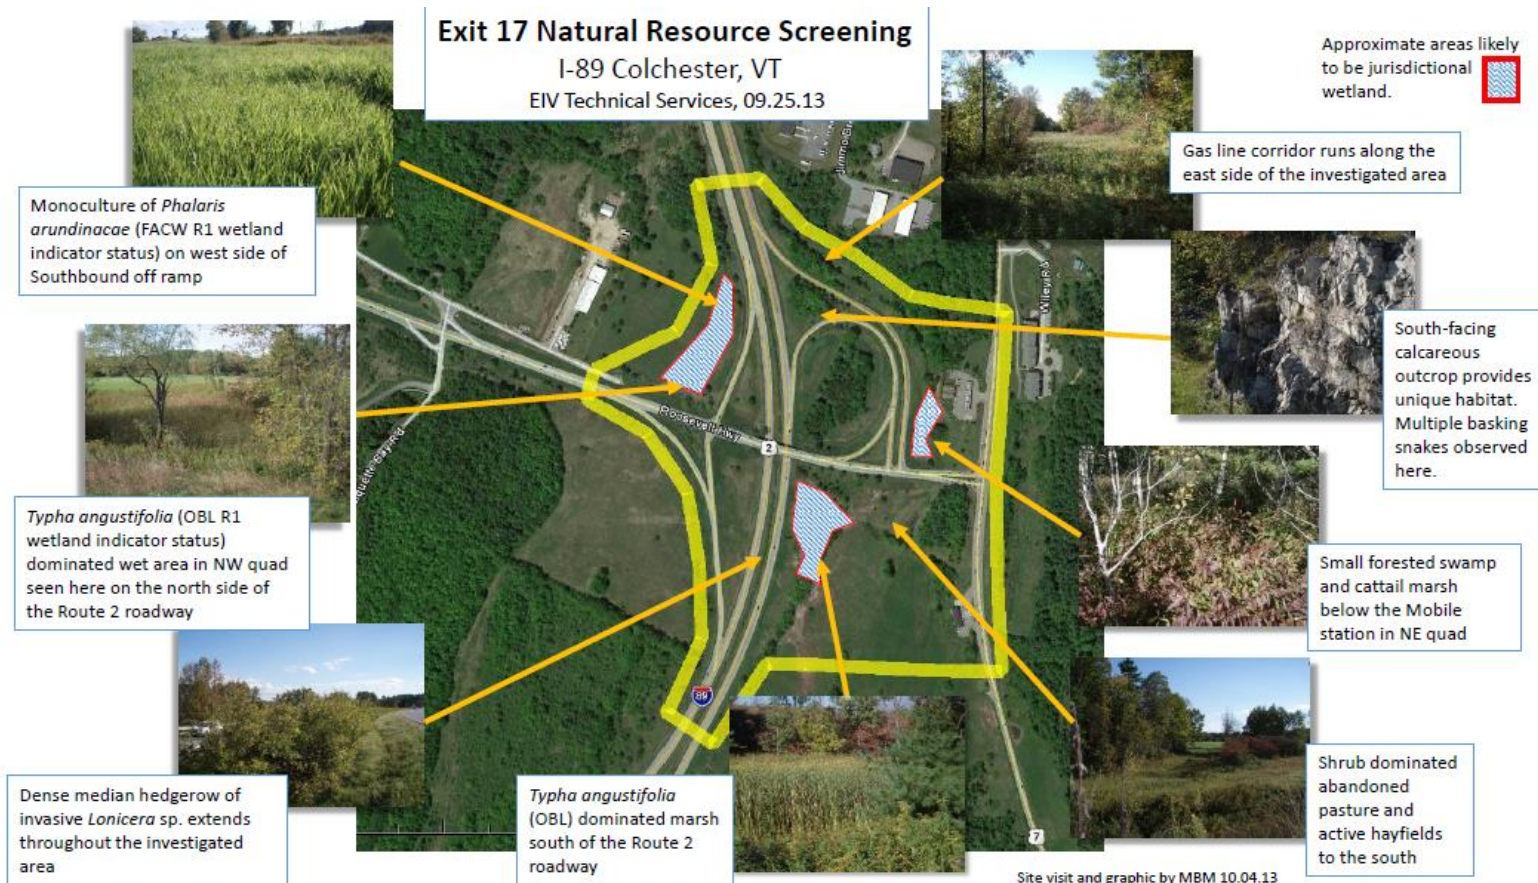 Exit 17 Natural Resource Screening
I-89 Colchester, VT
EIV Technical Services, 09.25.13
Approximate areas likely
to be jurisdictional
wetland.
Gas line corridor runs along the
east side of the investigated area
Monoculture of Phalaris
arundinacae (FACW R1 wetland
indicator status) on west side of
Southbound off ramp
South-facing
calcareous
outcrop provides
unique habitat.
Multiple basking
snakes observed
here.
Typha angustifolia (OBL R1
wetland indicator status)
dominated wet area in NW quad
seen here on the north side of
the Route 2 roadway
Small forested swamp
and cattail marsh
below the Mobile
station in NE quad
Dense median hedgerow of
invasive Lonicera sp. extends
throughout the investigated
area
Typha angustifolia
(OBL) dominated marsh
south of the Route 2
roadway
Shrub dominated
abandoned
pasture and
active hayfields
to the south
Roosevelt Hwy
2
89
7
Wiley Rd
Bay Rd
Site visit and graphic by MBM 10.04.13